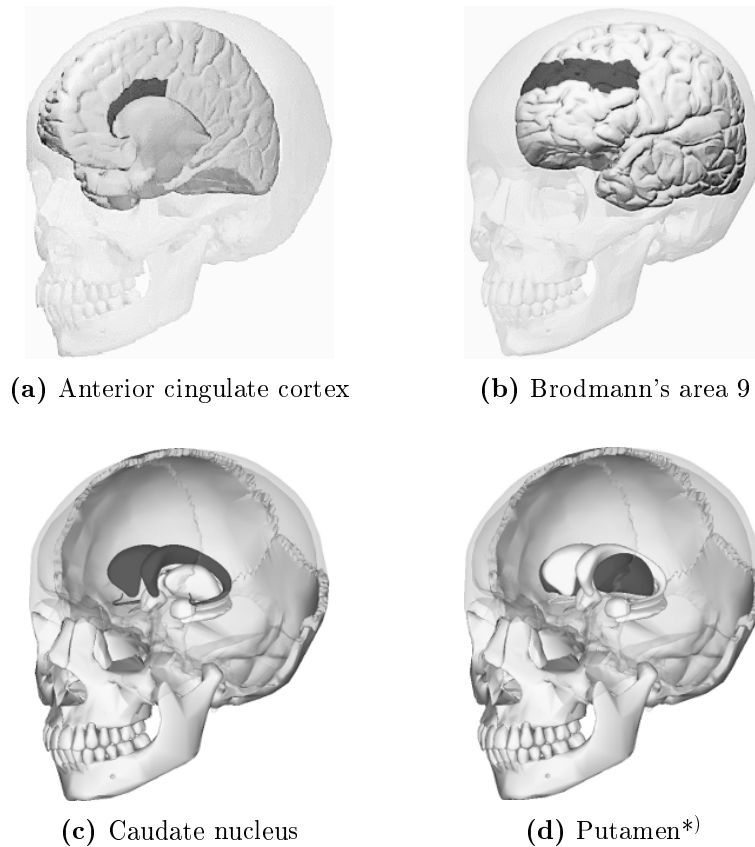 (a) Anterior cingulate cortex
(b) Brodmann's area 9
(c) Caudate nucleus
(d) Putamen*)